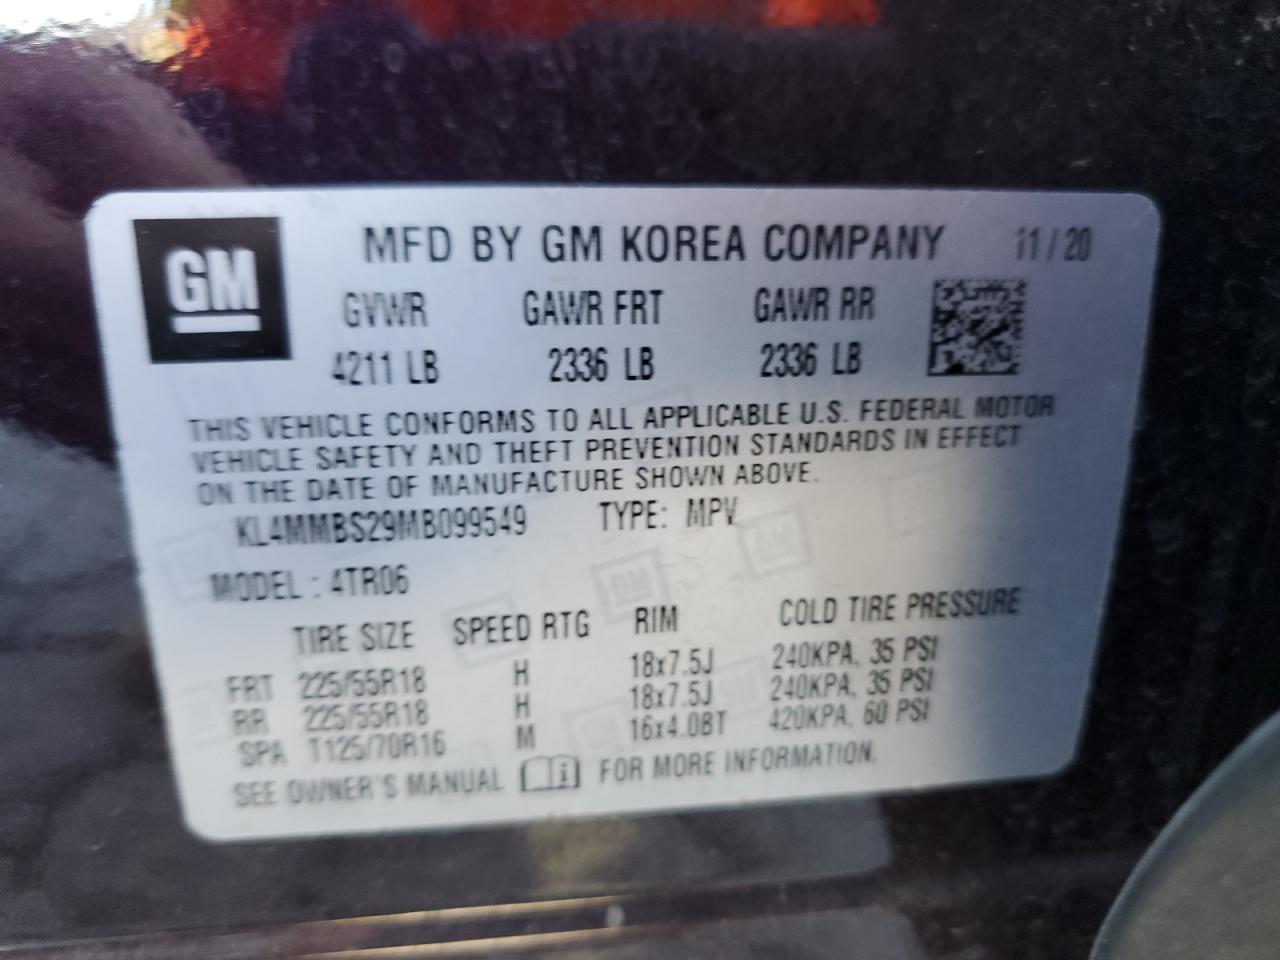 GM
MFD BY GM KOREA COMPANY 11/20
GVWR GAWR FRT GAWR RR
4211 LB 2336 LB 2336 LB
THIS VEHICLE CONFORMS TO ALL APPLICABLE U.S. FEDERAL MOTOR
VEHICLE SAFETY AND THEFT PREVENTION STANDARDS IN EFFECT
ON THE DATE OF MANUFACTURE SHOWN ABOVE.
KL4MMBS29MB099549 TYPE: MPV
MODEL : 4TR06
TIRE SIZE SPEED RTG RIM COLD TIRE PRESSURE
FRT 225/55R18 H 18x7.5J 240KPA, 35 PSI
RR 225/55R18 H 18x7.5J 240KPA, 35 PSI
SPA T125/70R16 M 16x4.0BT 420KPA, 60 PSI
SEE OWNER'S MANUAL i FOR MORE INFORMATION.